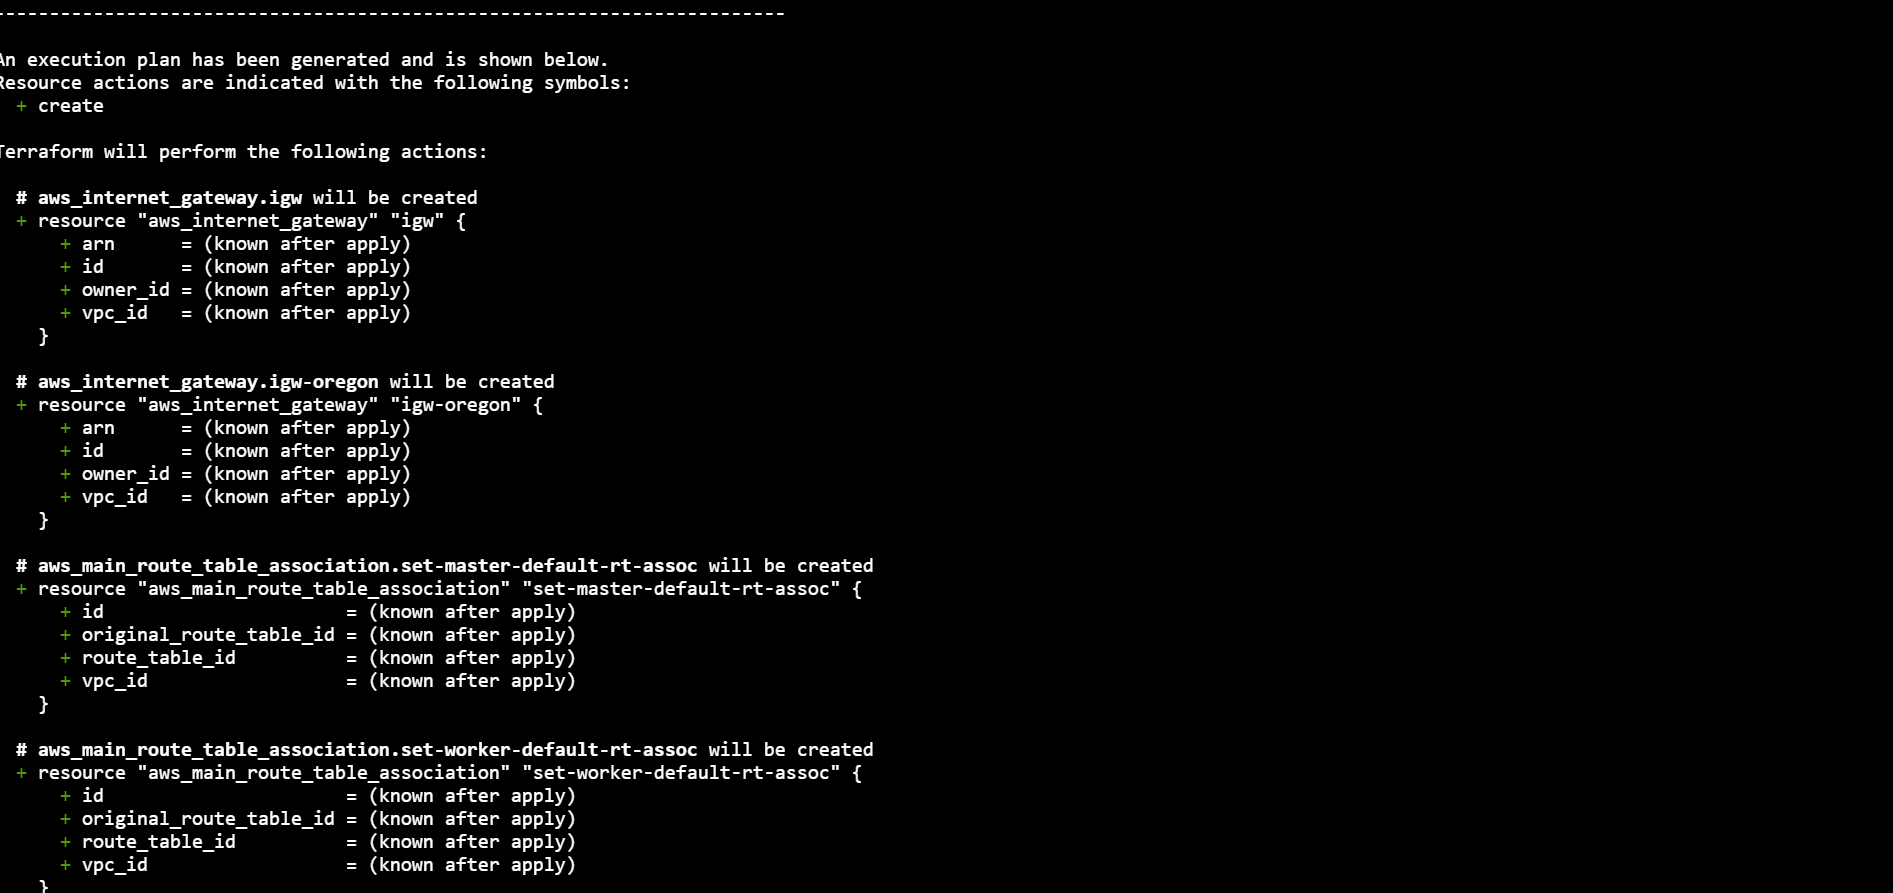 ------------------------------------------------------------------------
An execution plan has been generated and is shown below.
Resource actions are indicated with the following symbols:
  + create

Terraform will perform the following actions:

  # aws_internet_gateway.igw will be created
  + resource "aws_internet_gateway" "igw" {
      + arn      = (known after apply)
      + id       = (known after apply)
      + owner_id = (known after apply)
      + vpc_id   = (known after apply)
    }

  # aws_internet_gateway.igw-oregon will be created
  + resource "aws_internet_gateway" "igw-oregon" {
      + arn      = (known after apply)
      + id       = (known after apply)
      + owner_id = (known after apply)
      + vpc_id   = (known after apply)
    }

  # aws_main_route_table_association.set-master-default-rt-assoc will be created
  + resource "aws_main_route_table_association" "set-master-default-rt-assoc" {
      + id                      = (known after apply)
      + original_route_table_id = (known after apply)
      + route_table_id          = (known after apply)
      + vpc_id                  = (known after apply)
    }

  # aws_main_route_table_association.set-worker-default-rt-assoc will be created
  + resource "aws_main_route_table_association" "set-worker-default-rt-assoc" {
      + id                      = (known after apply)
      + original_route_table_id = (known after apply)
      + route_table_id          = (known after apply)
      + vpc_id                  = (known after apply)
    }